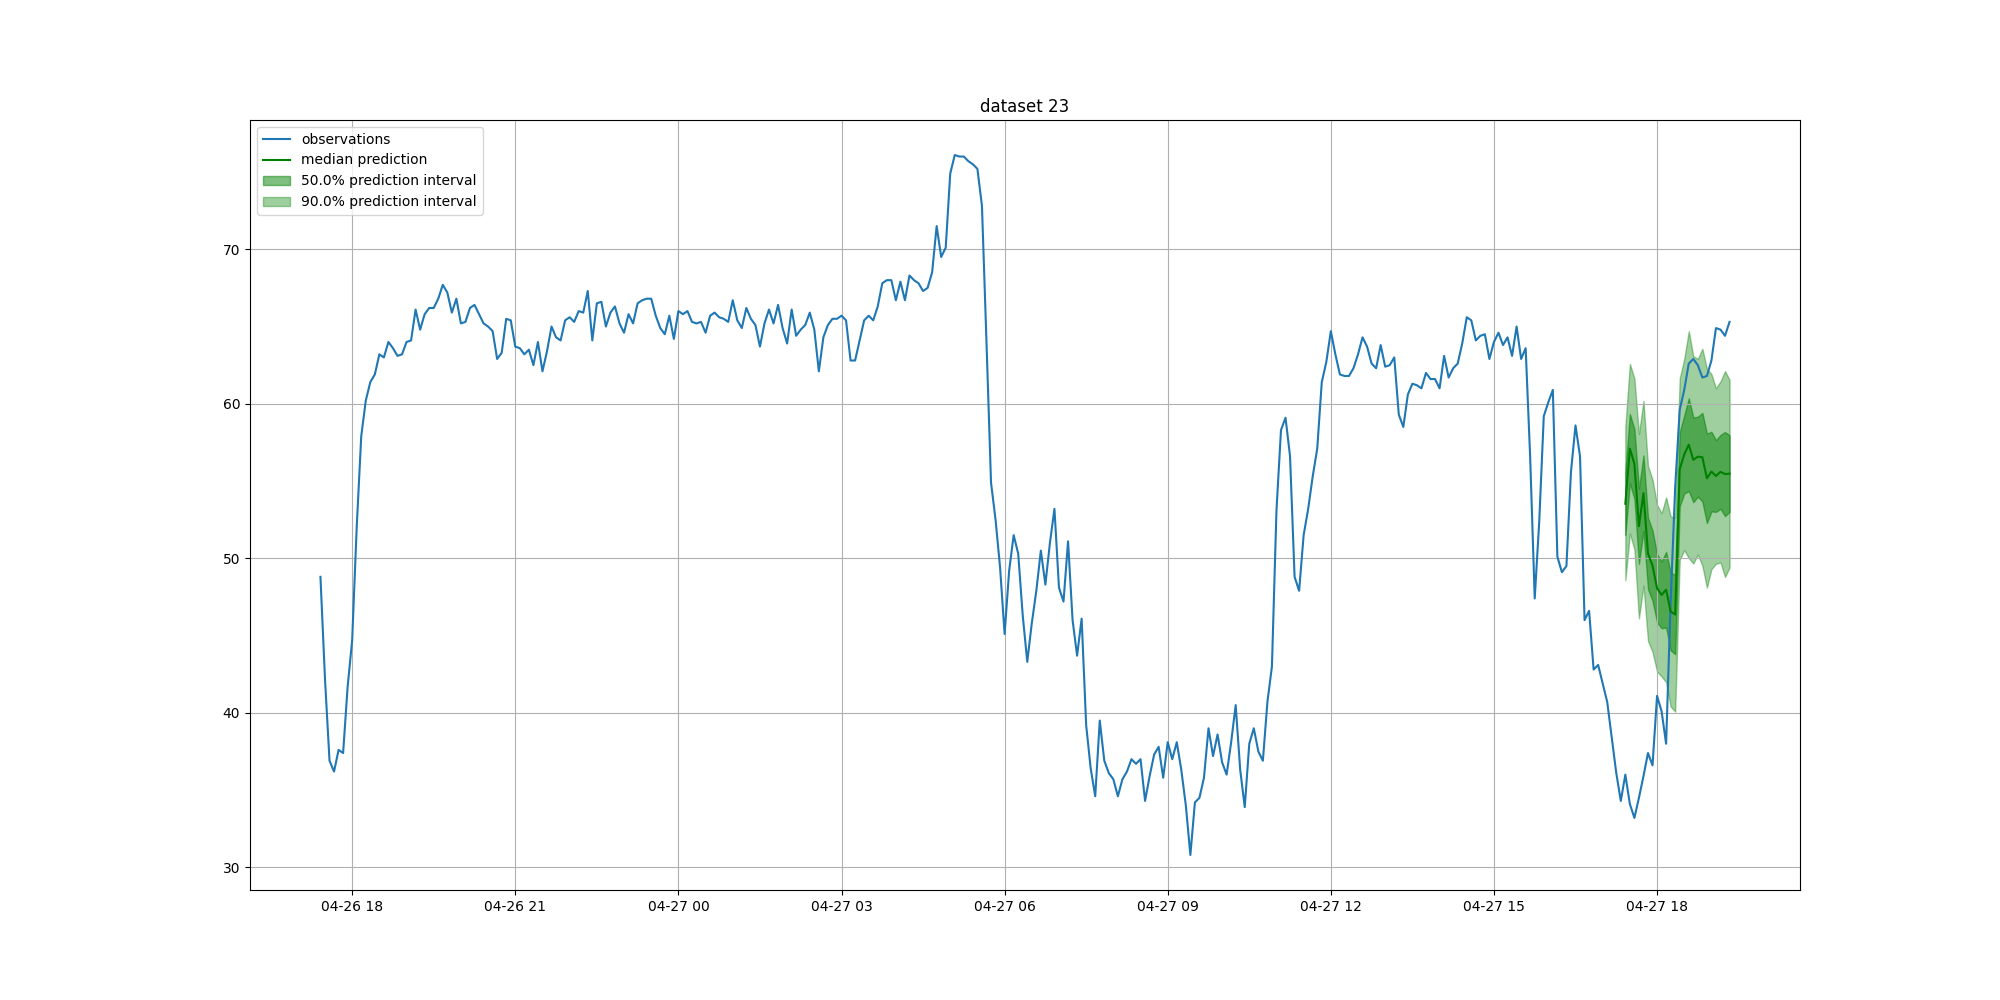 dataset 23
observations
median prediction
50.0% prediction interval
90.0% prediction interval
70
60
50
40
30
04-26 18
04-26 21
04-27 00
04-27 03
04-27 06
04-27 09
04-27 12
04-27 15
04-27 18